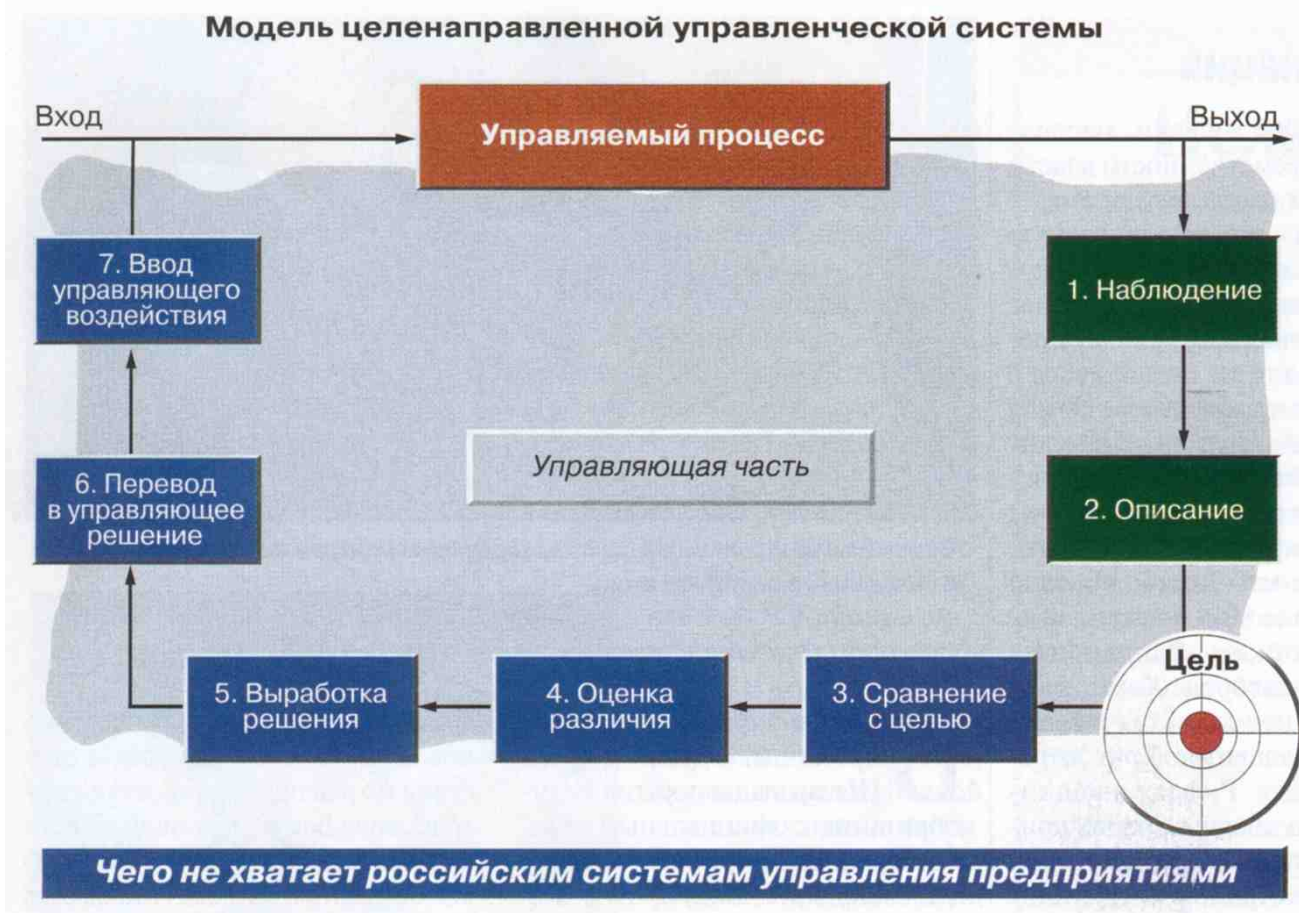 Модель целенаправленной управленческой системы
Вход
Управляемый процесс
Выход
7. Ввод
управляющего
воздействия
1. Наблюдение
6. Перевод
в управляющее
решение
Управляющая часть
2. Описание
5. Выработка
решения
4. Оценка
различия
3. Сравнение
с целью
Цель
Чего не хватает российским системам управления предприятиями